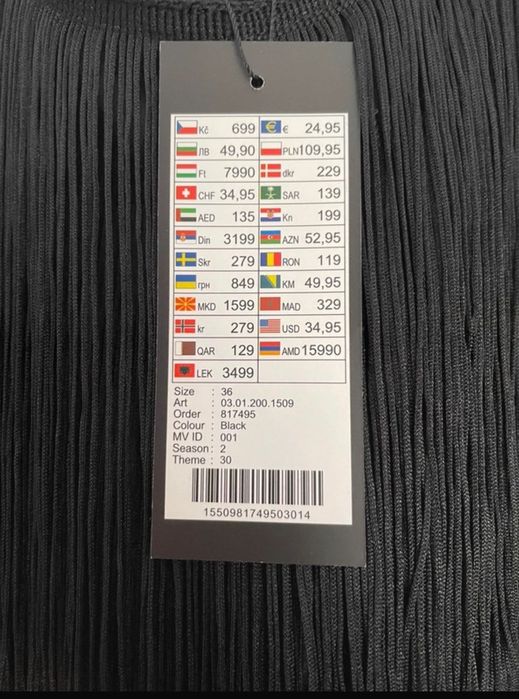 Kč 699 € 24,95
ЛВ 49,90 PLN 109,95
Ft 7990 dkr 229
CHF 34,95 SAR 139
AED 135 Kn 199
Din 3199 AZN 52,95
Skr 279 RON 119
грн 849 KM 49,95
MKD 1599 MAD 329
kr 279 USD 34,95
QAR 129 AMD 15990
LEK 3499
Size : 36
Art : 03.01.200.1509
Order : 817495
Colour : Black
MV ID : 001
Season : 2
Theme : 30
1550981749503014